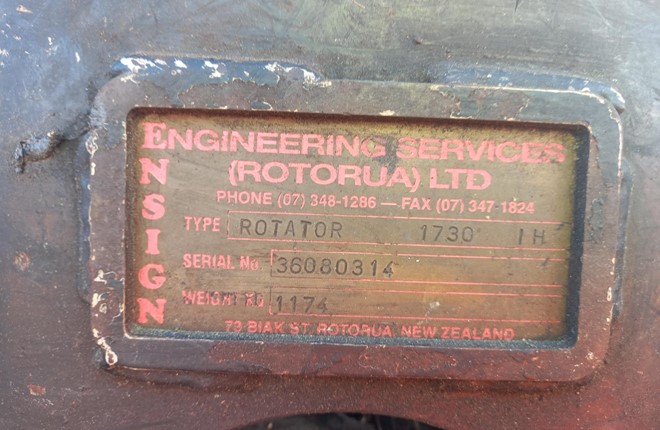 ENSIGN
ENGINEERING SERVICES
(ROTORUA) LTD
PHONE (07) 348-1286 — FAX (07) 347-1824
TYPE ROTATOR 1730 IH
SERIAL No. 36080314
WEIGHT KG 1174
73 BIAK ST. ROTORUA, NEW ZEALAND